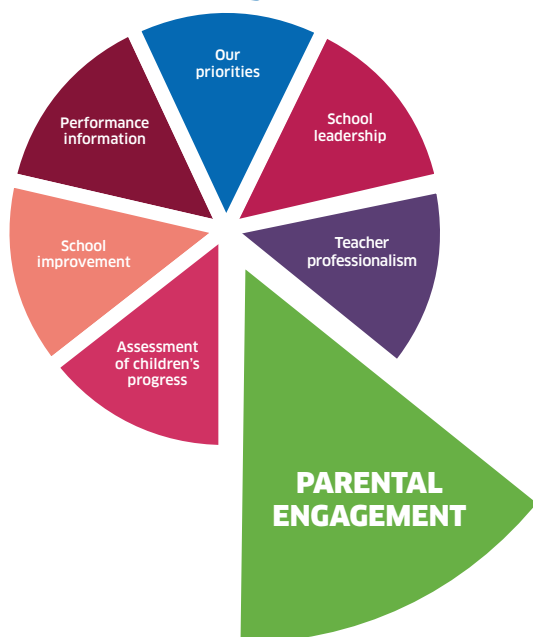 Our
priorities
School
leadership
Teacher
professionalism
PARENTAL
ENGAGEMENT
Assessment
of children's
progress
School
improvement
Performance
information